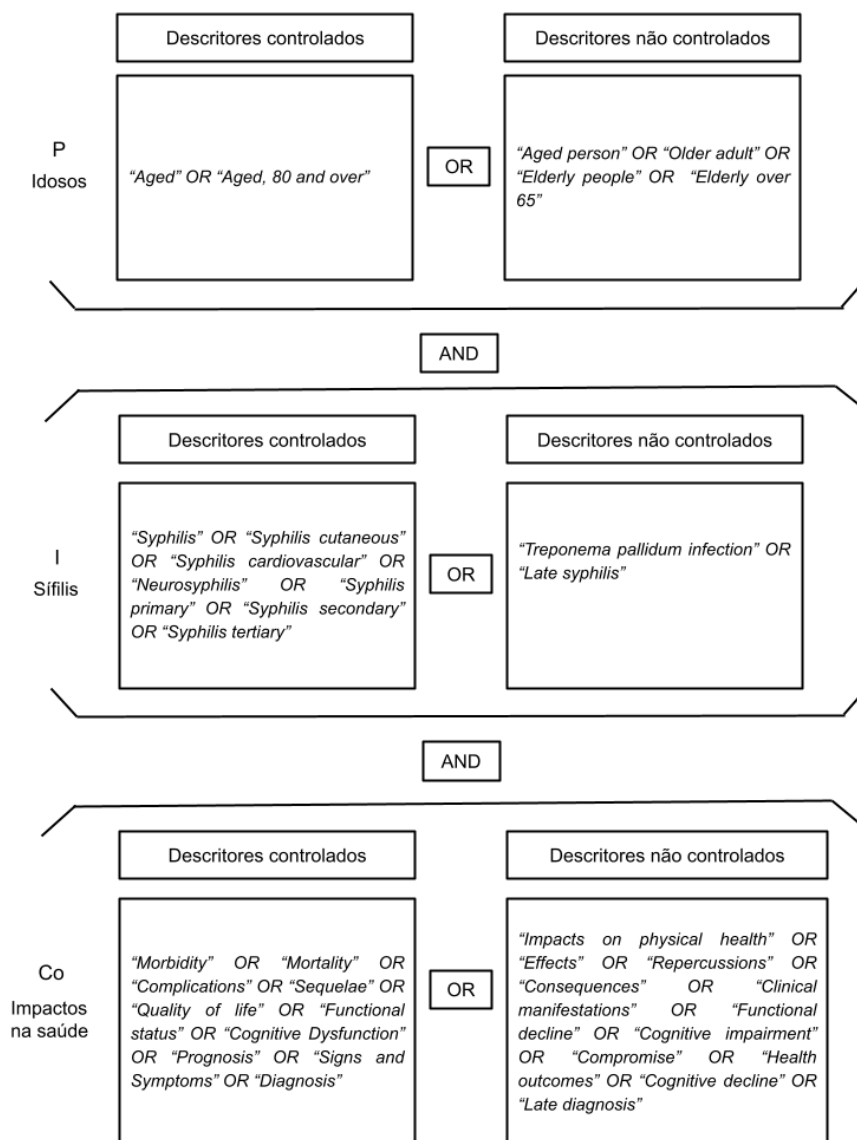 Descritores controlados
Descritores não controlados
P
Idosos
“Aged” OR “Aged, 80 and over”
OR
“Aged person” OR “Older adult” OR
“Elderly people” OR “Elderly over
65”
AND
Descritores controlados
Descritores não controlados
I
Sífilis
“Syphilis” OR “Syphilis cutaneous”
OR “Syphilis cardiovascular” OR
“Neurosyphilis” OR “Syphilis
primary” OR “Syphilis secondary”
OR “Syphilis tertiary”
OR
“Treponema pallidum infection” OR
“Late syphilis”
AND
Descritores controlados
Descritores não controlados
Co
Impactos
na saúde
“Morbidity” OR “Mortality” OR
“Complications” OR “Sequelae” OR
“Quality of life” OR “Functional
status” OR “Cognitive Dysfunction”
OR “Prognosis” OR “Signs and
Symptoms” OR “Diagnosis”
OR
“Impacts on physical health” OR
“Effects” OR “Repercussions” OR
“Consequences” OR “Clinical
manifestations” OR “Functional
decline” OR “Cognitive impairment”
OR “Compromise” OR “Health
outcomes” OR “Cognitive decline” OR
“Late diagnosis”